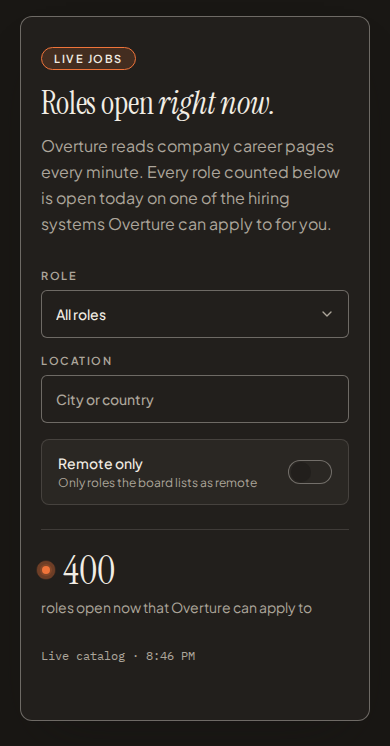 LIVE JOBS
Roles open right now.
Overture reads company career pages
every minute. Every role counted below
is open today on one of the hiring
systems Overture can apply to for you.
ROLE
All roles
LOCATION
City or country
Remote only
Only roles the board lists as remote
400
roles open now that Overture can apply to
Live catalog · 8:46 PM